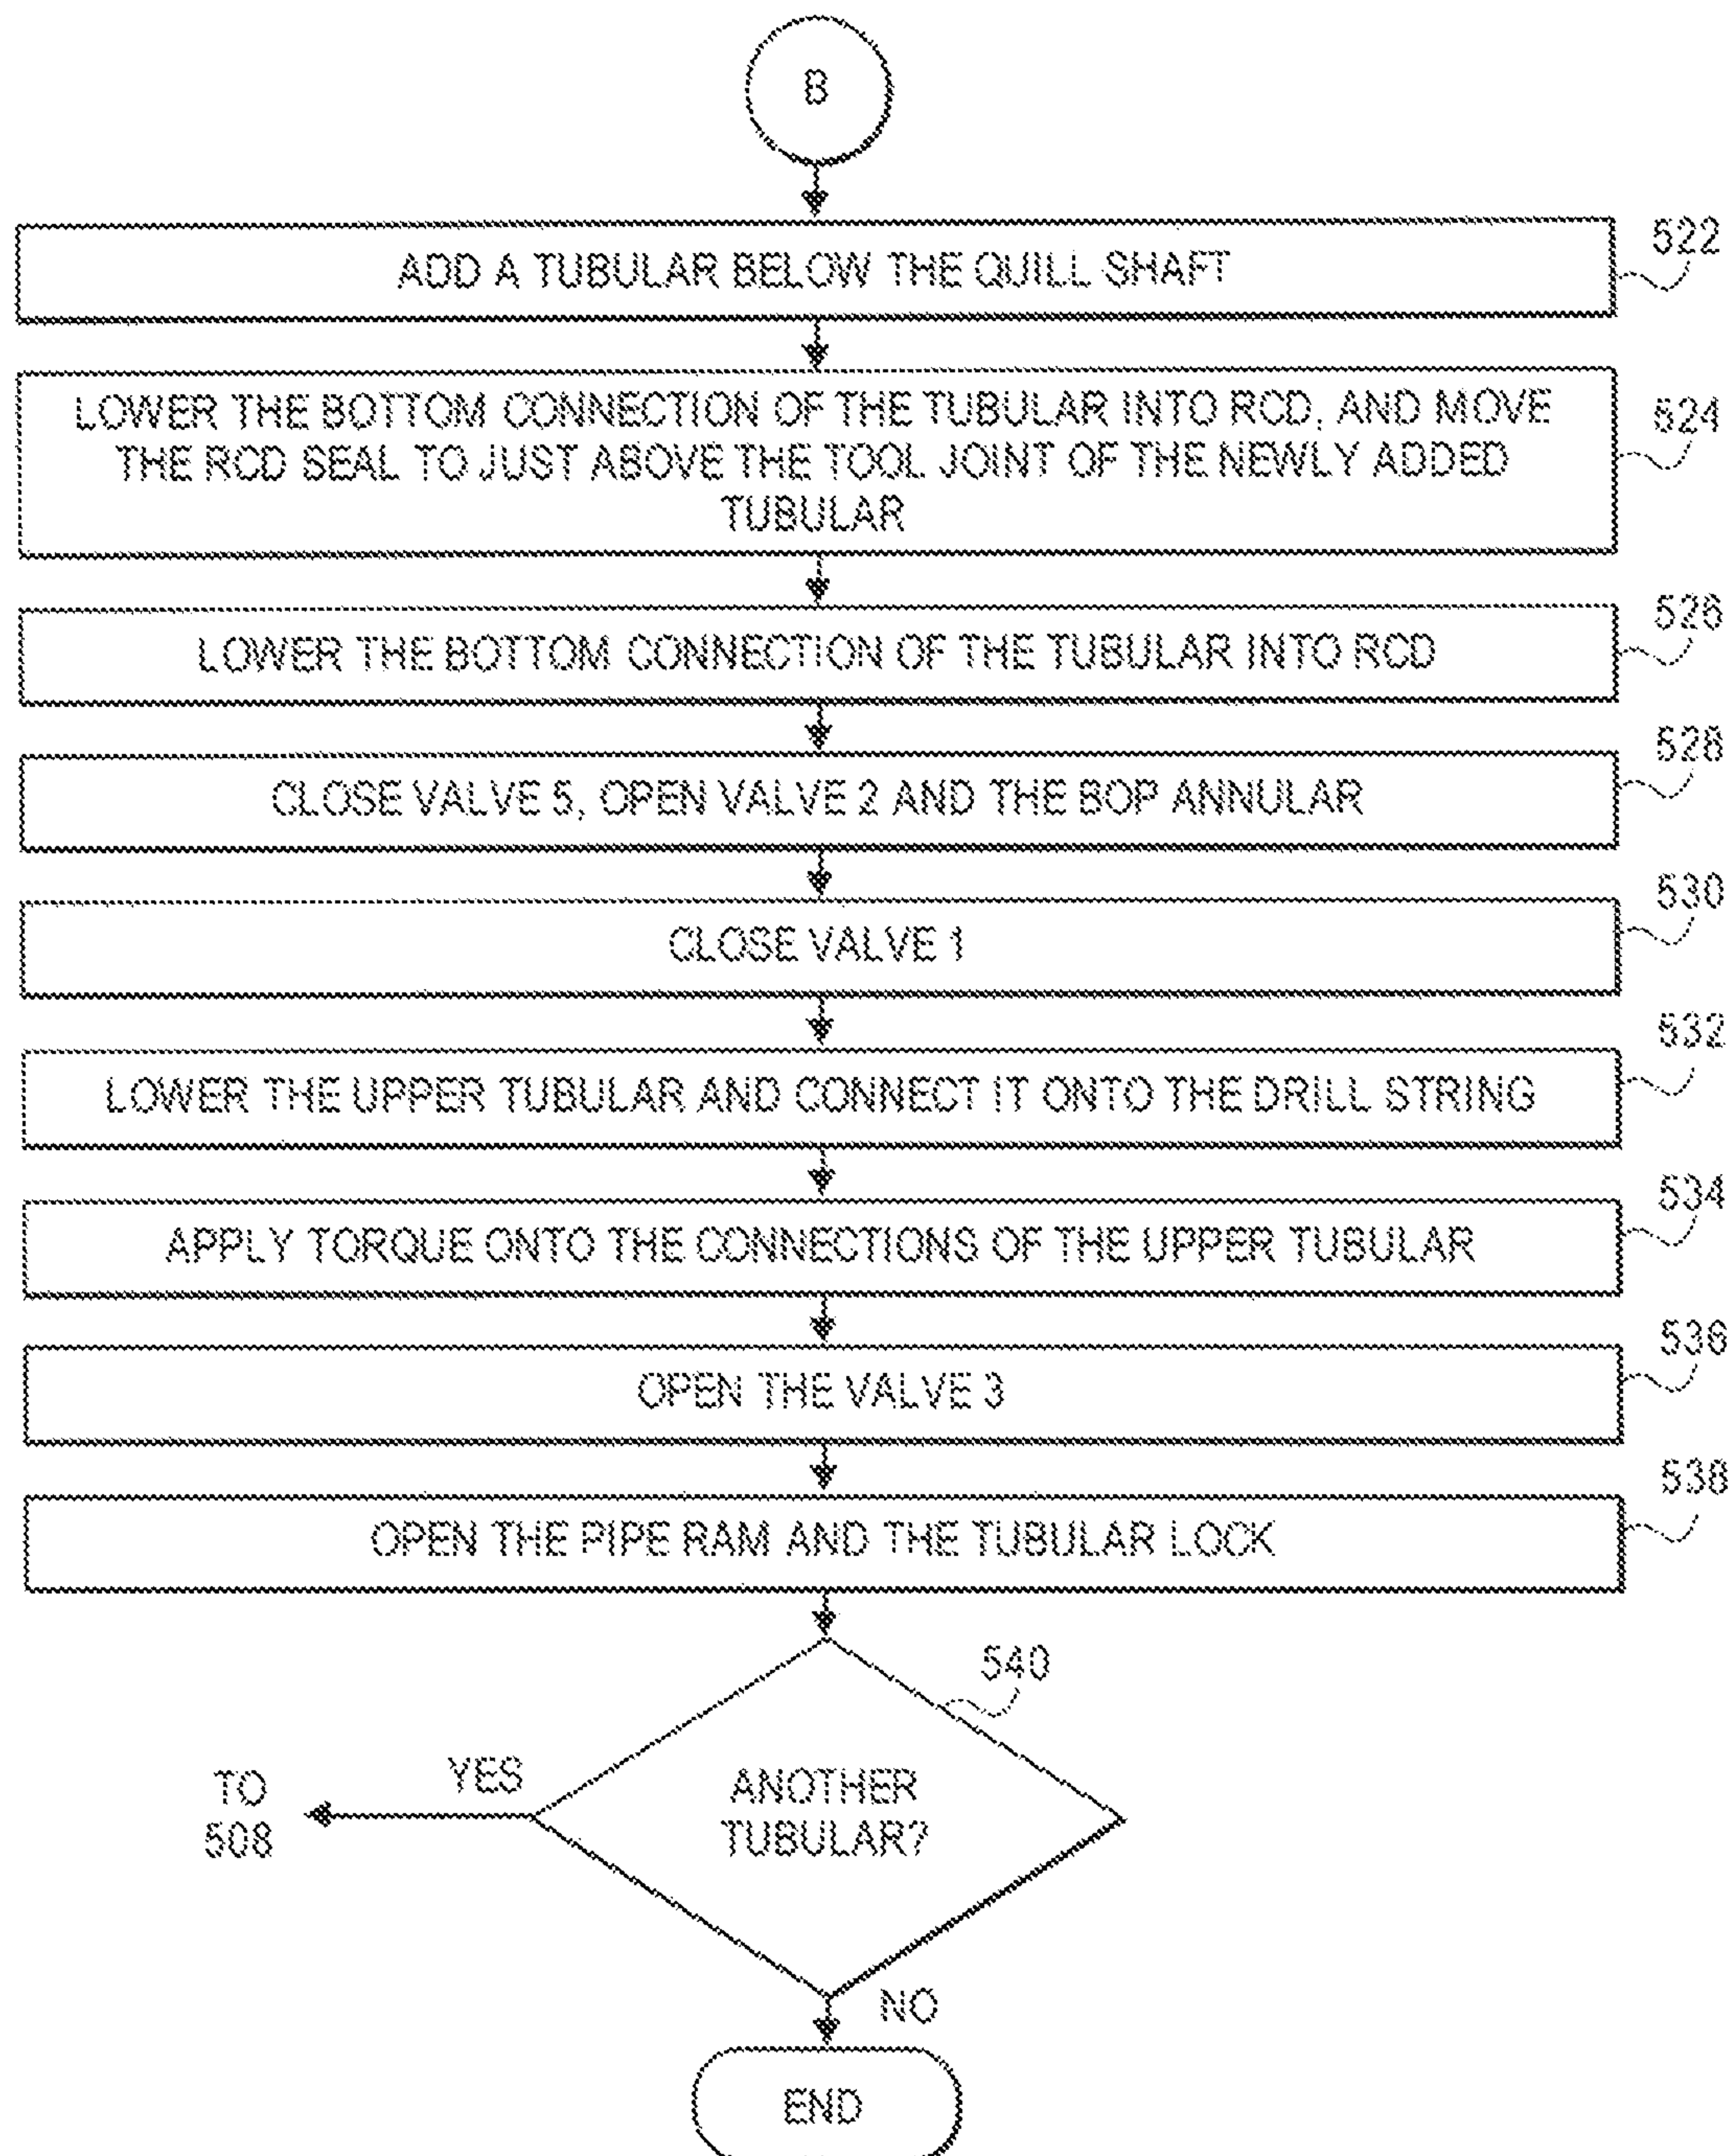 B
ADD A TUBULAR BELOW THE QUILL SHAFT
522
LOWER THE BOTTOM CONNECTION OF THE TUBULAR INTO RCD, AND MOVE
THE RCD SEAL TO JUST ABOVE THE TOOL JOINT OF THE NEWLY ADDED
TUBULAR
524
LOWER THE BOTTOM CONNECTION OF THE TUBULAR INTO RCD
526
CLOSE VALVE 5, OPEN VALVE 2 AND THE BOP ANNULAR
528
CLOSE VALVE 1
530
LOWER THE UPPER TUBULAR AND CONNECT IT ONTO THE DRILL STRING
532
APPLY TORQUE ONTO THE CONNECTIONS OF THE UPPER TUBULAR
534
OPEN THE VALVE 3
536
OPEN THE PIPE RAM AND THE TUBULAR LOCK
538
540
ANOTHER
TUBULAR?
YES
TO
508
NO
END